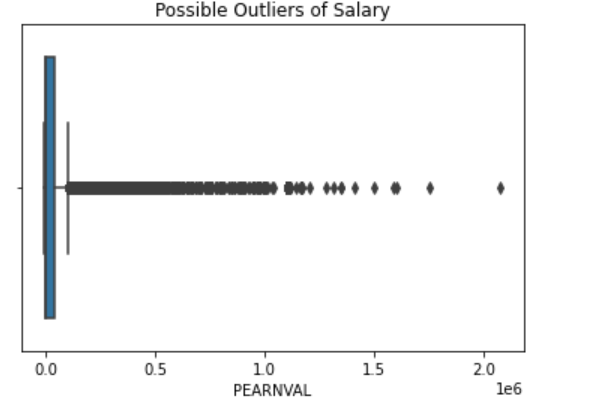 Possible Outliers of Salary
0.0 0.5 1.0 1.5 2.0
1e6
PEARNVAL